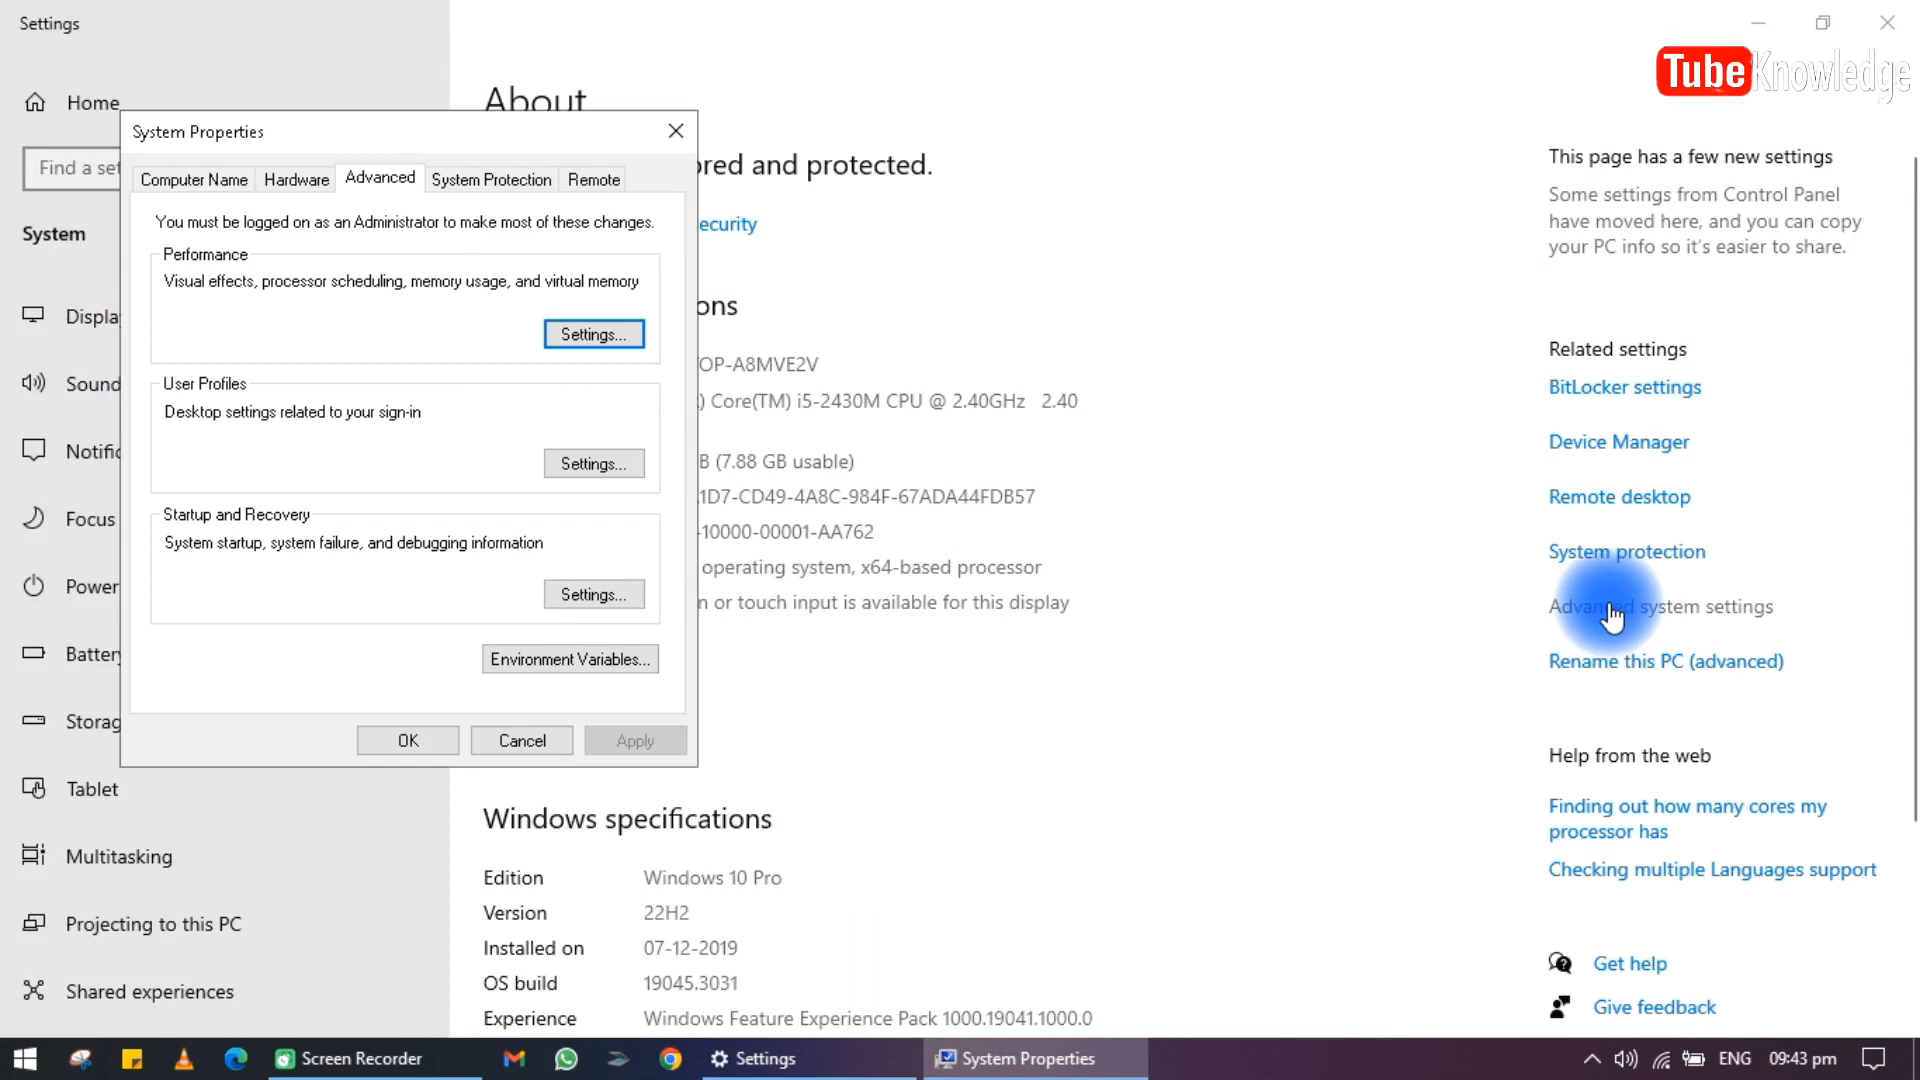 Settings
TubeKnowledge
Home
Find a set
System
Display
Sound
Notific
Focus
Power
Battery
Storag
Tablet
Multitasking
Projecting to this PC
Shared experiences
System Properties
Computer Name
Hardware
Advanced
System Protection
Remote
You must be logged on as an Administrator to make most of these changes.
Performance
Visual effects, processor scheduling, memory usage, and virtual memory
Settings...
User Profiles
Desktop settings related to your sign-in
Settings...
Startup and Recovery
System startup, system failure, and debugging information
Settings...
Environment Variables...
OK
Cancel
Apply
About
red and protected.
ecurity
ons
OP-A8MVE2V
) Core(TM) i5-2430M CPU @ 2.40GHz 2.40
B (7.88 GB usable)
1D7-CD49-4A8C-984F-67ADA44FDB57
-10000-00001-AA762
operating system, x64-based processor
n or touch input is available for this display
Windows specifications
Edition Windows 10 Pro
Version 22H2
Installed on 07-12-2019
OS build 19045.3031
Experience Windows Feature Experience Pack 1000.19041.1000.0
This page has a few new settings
Some settings from Control Panel
have moved here, and you can copy
your PC info so it's easier to share.
Related settings
BitLocker settings
Device Manager
Remote desktop
System protection
Advanced system settings
Rename this PC (advanced)
Help from the web
Finding out how many cores my
processor has
Checking multiple Languages support
Get help
Give feedback
Screen Recorder
Settings
System Properties
ENG
09:43 pm